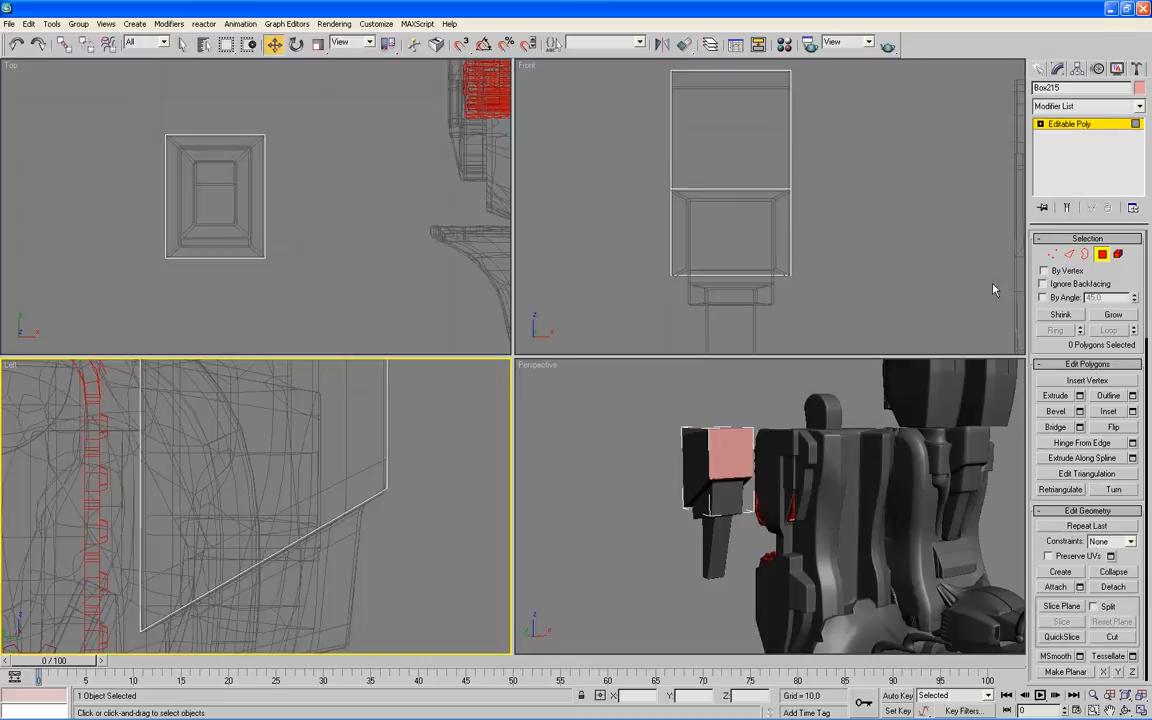 File Edit Tools Group Views Create Modifiers reactor Animation Graph Editors Rendering Customize MAXScript Help
All View View
Top
Front
Left
Perspective
Box215
Modifier List
Editable Poly
- Selection
By Vertex
Ignore Backfacing
By Angle: 45.0
Shrink Grow
Ring Loop
0 Polygons Selected
- Edit Polygons
Insert Vertex
Extrude Outline
Bevel Inset
Bridge Flip
Hinge From Edge
Extrude Along Spline
Edit Triangulation
Retriangulate Turn
- Edit Geometry
Repeat Last
Constraints: None
Preserve UVs
Create Collapse
Attach Detach
Slice Plane Split
Slice Reset Plane
QuickSlice Cut
MSmooth Tessellate
Make Planar X Y Z
0 / 100
0 5 10 15 20 25 30 35 40 45 50 55 60 65 70 75 80 85 90 95 100
1 Object Selected X: Y: Z: Grid = 10,0 Auto Key Selected
Click or click-and-drag to select objects Add Time Tag Set Key Key Filters... 0